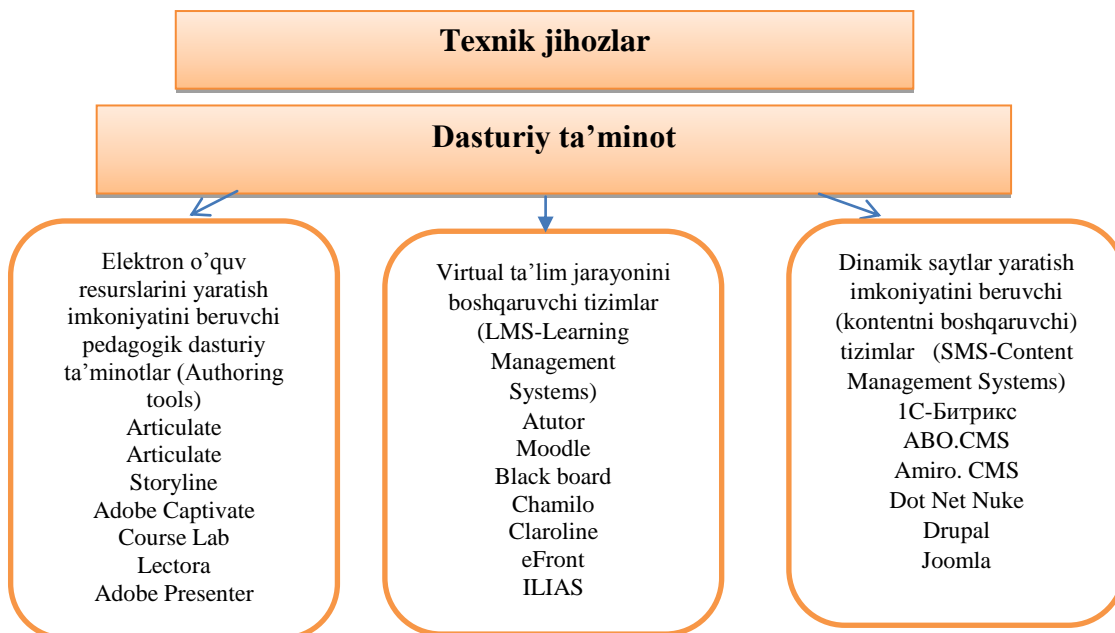 Texnik jihozlar
Dasturiy ta’minot
Elektron o’quv
resurslarini yaratish
imkoniyatini beruvchi
pedagogik dasturiy
ta’minotlar (Authoring
tools)
Articulate
Articulate
Storyline
Adobe Captivate
Course Lab
Lectora
Adobe Presenter
Virtual ta’lim jarayonini
boshqaruvchi tizimlar
(LMS-Learning
Management
Systems)
Atutor
Moodle
Black board
Chamilo
Claroline
eFront
ILIAS
Dinamik saytlar yaratish
imkoniyatini beruvchi
(kontentni boshqaruvchi)
tizimlar (SMS-Content
Management Systems)
1С-Битрикс
ABO.CMS
Amiro. CMS
Dot Net Nuke
Drupal
Joomla